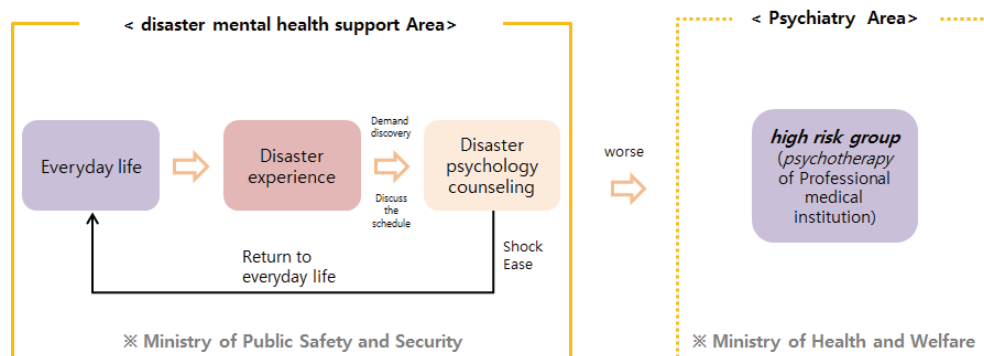 < disaster mental health support Area>
< Psychiatry Area >
Everyday life
Disaster
experience
Demand
discovery
Discuss
the
schedule
Disaster
psychology
counseling
worse
high risk group
(psychotherapy
of Professional
medical
institution)
Shock
Ease
Return to
everyday life
※ Ministry of Public Safety and Security
※ Ministry of Health and Welfare